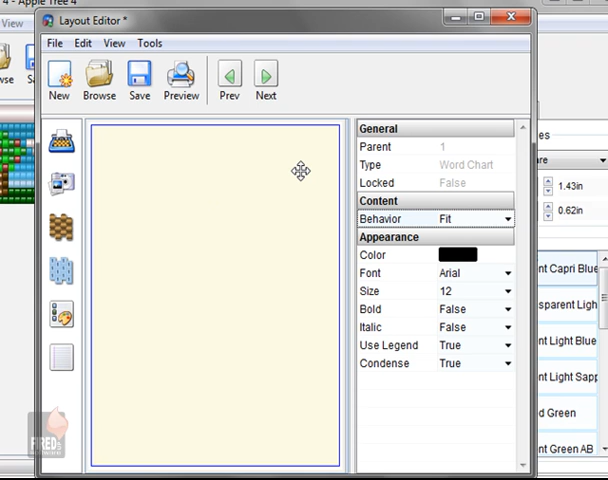 4 - Apple Tree 4
Layout Editor *
View
File Edit View Tools
New Browse Save Preview Prev Next
General
Parent 1
Type Word Chart
Locked False
Content
Behavior Fit
Appearance
Color
Font Arial
Size 12
Bold False
Italic False
Use Legend True
Condense True
1.43in
0.62in
nt Capri Blue
nt Light Blue
d Green
nt Green AB
FIRED